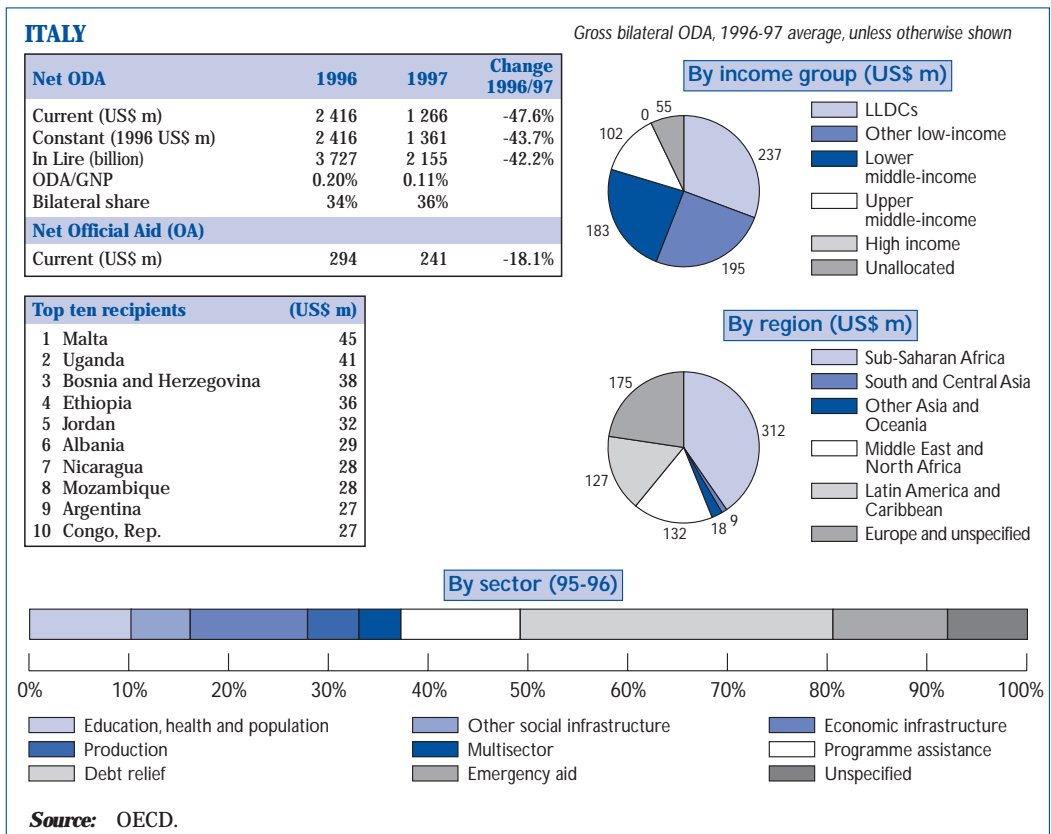 ITALY
Gross bilateral ODA, 1996-97 average, unless otherwise shown
Net ODA 1996 1997 Change 1996/97
Current (US$ m) 2 416 1 266 -47.6%
Constant (1996 US$ m) 2 416 1 361 -43.7%
In Lire (billion) 3 727 2 155 -42.2%
ODA/GNP 0.20% 0.11%
Bilateral share 34% 36%
Net Official Aid (OA)
Current (US$ m) 294 241 -18.1%
By income group (US$ m)
55
0
102
237
183
195
LLDCs
Other low-income
Lower
middle-income
Upper
middle-income
High income
Unallocated
Top ten recipients (US$ m)
1 Malta 45
2 Uganda 41
3 Bosnia and Herzegovina 38
4 Ethiopia 36
5 Jordan 32
6 Albania 29
7 Nicaragua 28
8 Mozambique 28
9 Argentina 27
10 Congo, Rep. 27
By region (US$ m)
175
312
127
132
18
9
Sub-Saharan Africa
South and Central Asia
Other Asia and
Oceania
Middle East and
North Africa
Latin America and
Caribbean
Europe and unspecified
By sector (95-96)
0% 10% 20% 30% 40% 50% 60% 70% 80% 90% 100%
Education, health and population Other social infrastructure Economic infrastructure
Production Multisector Programme assistance
Debt relief Emergency aid Unspecified
Source: OECD.